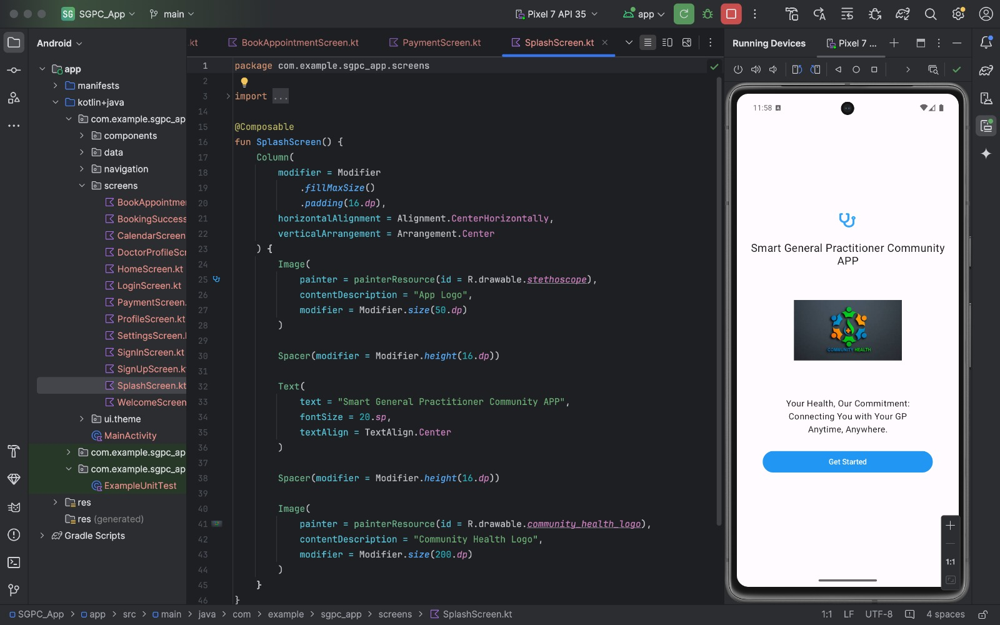 SG SGPC_App main Pixel 7 API 35 app
Android
kt BookAppointmentScreen.kt PaymentScreen.kt SplashScreen.kt
Running Devices Pixel 7 ...
app
manifests
kotlin+java
com.example.sgpc_ap
components
data
navigation
screens
BookAppointme
BookingSuccess
CalendarScreen
DoctorProfileScr
HomeScreen.kt
LoginScreen.kt
PaymentScreen.
ProfileScreen.kt
SettingsScreen.
SignInScreen.kt
SignUpScreen.k
SplashScreen.kt
WelcomeScreen
ui.theme
MainActivity
com.example.sgpc_ap
com.example.sgpc_ap
ExampleUnitTest
res
res (generated)
Gradle Scripts
1 package com.example.sgpc_app.screens
2
3 import ...
14
15 @Composable
16 fun SplashScreen() {
17 Column(
18 modifier = Modifier
19 .fillMaxSize()
20 .padding(16.dp),
21 horizontalAlignment = Alignment.CenterHorizontally,
22 verticalArrangement = Arrangement.Center
23 ) {
24 Image(
25 painter = painterResource(id = R.drawable.stethoscope),
26 contentDescription = "App Logo",
27 modifier = Modifier.size(50.dp)
28 )
29
30 Spacer(modifier = Modifier.height(16.dp))
31
32 Text(
33 text = "Smart General Practitioner Community APP",
34 fontSize = 20.sp,
35 textAlign = TextAlign.Center
36 )
37
38 Spacer(modifier = Modifier.height(16.dp))
39
40 Image(
41 painter = painterResource(id = R.drawable.community_health_logo),
42 contentDescription = "Community Health Logo",
43 modifier = Modifier.size(200.dp)
44 )
45 }
46 }
11:58
Smart General Practitioner Community
APP
COMMUNITY HEALTH
Your Health, Our Commitment:
Connecting You with Your GP
Anytime, Anywhere.
Get Started
1:1
SGPC_App > app > src > main > java > com > example > sgpc_app > screens > SplashScreen.kt
1:1 LF UTF-8 4 spaces